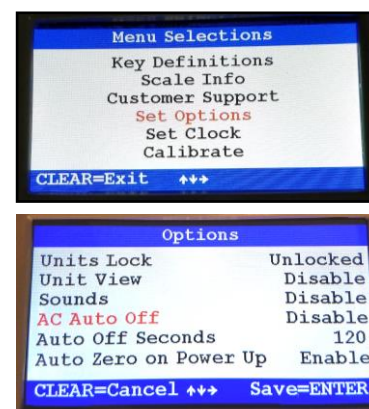 Menu Selections
Key Definitions
Scale Info
Customer Support
Set Options
Set Clock
Calibrate
CLEAR=Exit ↑↓→
Options
Units Lock Unlocked
Unit View Disable
Sounds Disable
AC Auto Off Disable
Auto Off Seconds 120
Auto Zero on Power Up Enable
CLEAR=Cancel ↑↓→ Save=ENTER